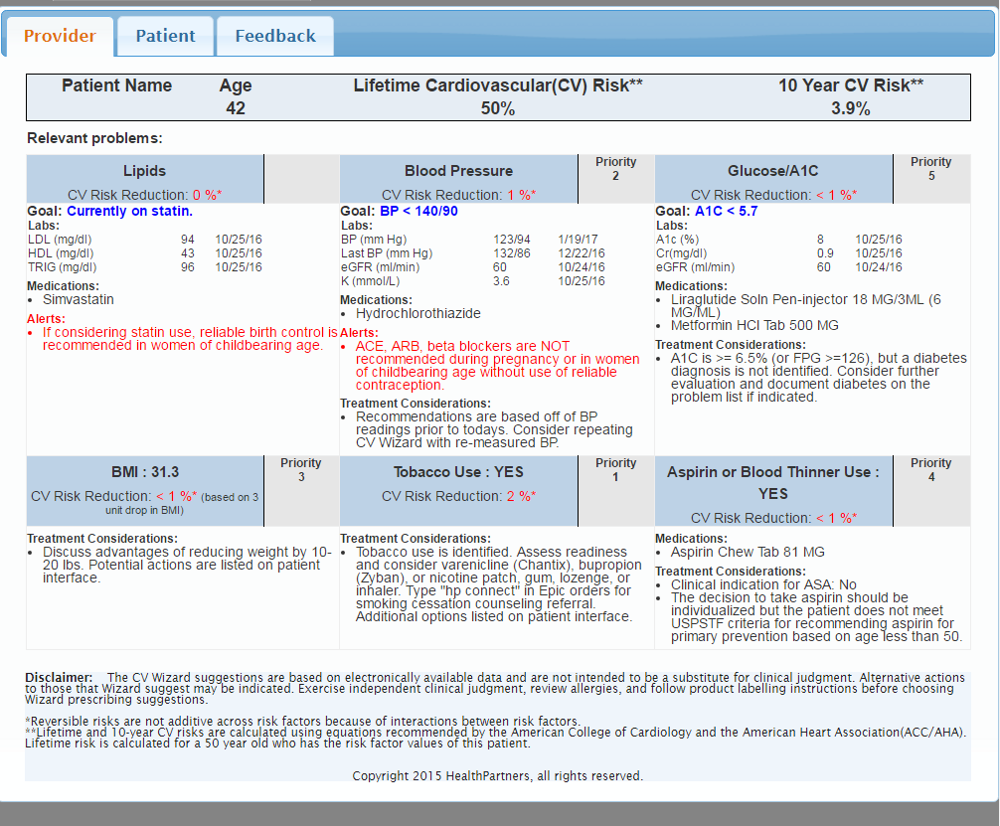 Provider Patient Feedback
Patient Name Age Lifetime Cardiovascular(CV) Risk** 10 Year CV Risk**
42 50% 3.9%
Relevant problems:
Lipids
CV Risk Reduction: 0 %*
Goal: Currently on statin.
Labs:
LDL (mg/dl) 94 10/25/16
HDL (mg/dl) 43 10/25/16
TRIG (mg/dl) 96 10/25/16
Medications:
• Simvastatin
Alerts:
• If considering statin use, reliable birth control is
recommended in women of childbearing age.
Blood Pressure
CV Risk Reduction: 1 %*
Priority
2
Goal: BP < 140/90
Labs:
BP (mm Hg) 123/94 1/19/17
Last BP (mm Hg) 132/86 12/22/16
eGFR (ml/min) 60 10/24/16
K (mmol/L) 3.6 10/25/16
Medications:
• Hydrochlorothiazide
Alerts:
• ACE, ARB, beta blockers are NOT
recommended during pregnancy or in women
of childbearing age without use of reliable
contraception.
Treatment Considerations:
• Recommendations are based off of BP
readings prior to todays. Consider repeating
CV Wizard with re-measured BP.
Glucose/A1C
CV Risk Reduction: < 1 %*
Priority
5
Goal: A1C < 5.7
Labs:
A1c (%) 8 10/25/16
Cr(mg/dl) 0.9 10/25/16
eGFR (ml/min) 60 10/24/16
Medications:
• Liraglutide Soln Pen-injector 18 MG/3ML (6
MG/ML)
• Metformin HCl Tab 500 MG
Treatment Considerations:
• A1C is >= 6.5% (or FPG >=126), but a diabetes
diagnosis is not identified. Consider further
evaluation and document diabetes on the
problem list if indicated.
BMI : 31.3
CV Risk Reduction: < 1 %* (based on 3
unit drop in BMI)
Priority
3
Treatment Considerations:
• Discuss advantages of reducing weight by 10-
20 lbs. Potential actions are listed on patient
interface.
Tobacco Use : YES
CV Risk Reduction: 2 %*
Priority
1
Treatment Considerations:
• Tobacco use is identified. Assess readiness
and consider varenicline (Chantix), bupropion
(Zyban), or nicotine patch, gum, lozenge, or
inhaler. Type "hp connect" in Epic orders for
smoking cessation counseling referral.
Additional options listed on patient interface.
Aspirin or Blood Thinner Use :
YES
CV Risk Reduction: < 1 %*
Priority
4
Medications:
• Aspirin Chew Tab 81 MG
Treatment Considerations:
• Clinical indication for ASA: No
• The decision to take aspirin should be
individualized but the patient does not meet
USPSTF criteria for recommending aspirin for
primary prevention based on age less than 50.
Disclaimer: The CV Wizard suggestions are based on electronically available data and are not intended to be a substitute for clinical judgment. Alternative actions
to those that Wizard suggest may be indicated. Exercise independent clinical judgment, review allergies, and follow product labelling instructions before choosing
Wizard prescribing suggestions.
*Reversible risks are not additive across risk factors because of interactions between risk factors.
**Lifetime and 10-year CV risks are calculated using equations recommended by the American College of Cardiology and the American Heart Association(ACC/AHA).
Lifetime risk is calculated for a 50 year old who has the risk factor values of this patient.
Copyright 2015 HealthPartners, all rights reserved.